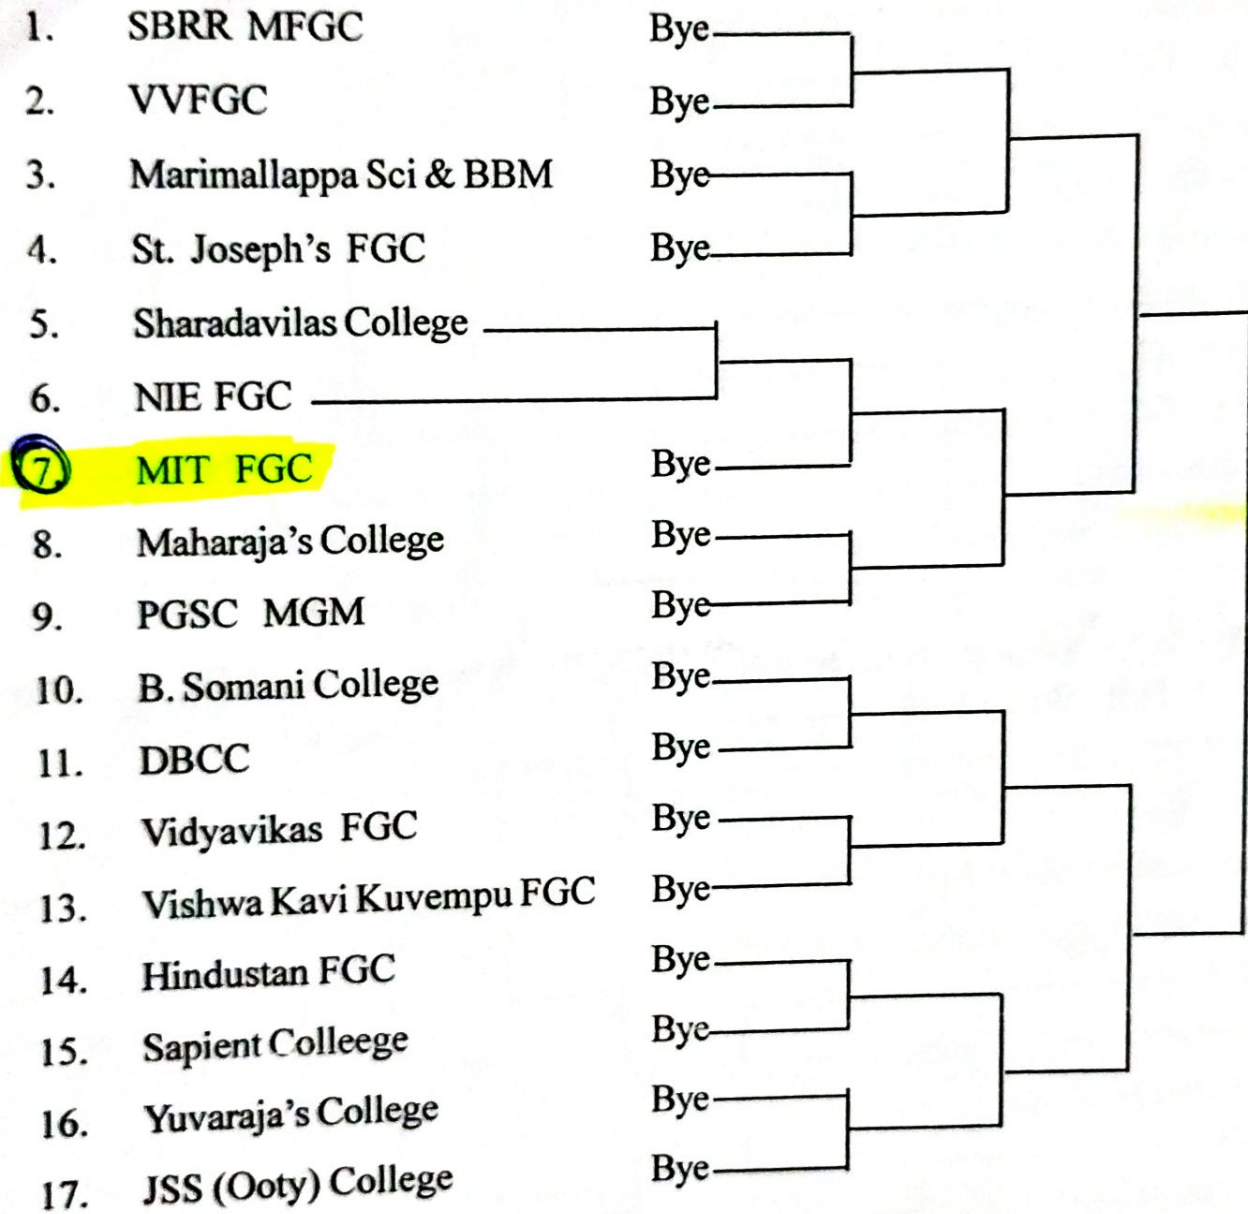 1. SBRR MFGC Bye
2. VVFGC Bye
3. Marimallappa Sci & BBM Bye
4. St. Joseph's FGC Bye
5. Sharadavilas College
6. NIE FGC
7. MIT FGC Bye
8. Maharaja's College Bye
9. PGSC MGM Bye
10. B. Somani College Bye
11. DBCC Bye
12. Vidyavikas FGC Bye
13. Vishwa Kavi Kuvempu FGC Bye
14. Hindustan FGC Bye
15. Sapient Colleege Bye
16. Yuvaraja's College Bye
17. JSS (Ooty) College Bye